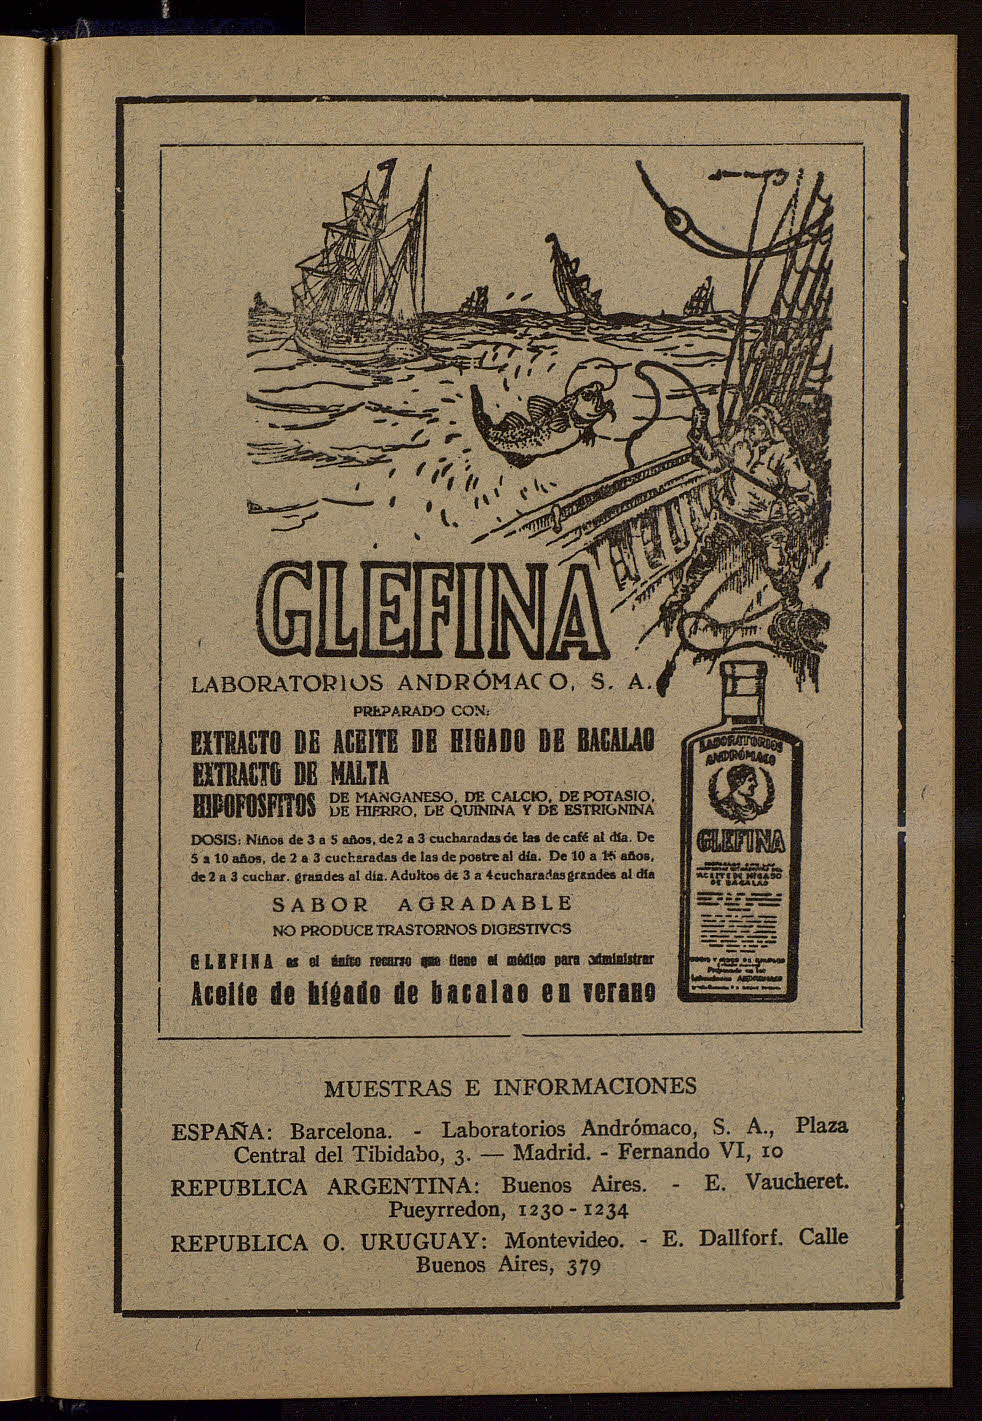 GLEFINA
LABORATORIOS ANDRÓMACO, S. A.
PREPARADO CON:
EXTRACTO DE ACEITE DE HIGADO DE BACALAO
EXTRACTO DE MALTA
HIPOFOSFITOS DE MANGANESO, DE CALCIO, DE POTASIO,
DE HIERRO, DE QUININA Y DE ESTRIGNINA
DOSIS: Niños de 3 a 5 años, de 2 a 3 cucharadas de las de café al día. De
5 a 10 años, de 2 a 3 cucharadas de las de postre al día. De 10 a 15 años,
de 2 a 3 cuchar. grandes al día. Adultos de 3 a 4 cucharadas grandes al día
SABOR AGRADABLE
NO PRODUCE TRASTORNOS DIGESTIVOS
GLEFINA es el único recurso que tiene el médico para administrar
Aceite de hígado de bacalao en verano
LABORATORIOS
ANDRÓMACO
GLEFINA
ACEITE DE HIGADO
DE BACALAO
MUESTRAS E INFORMACIONES
ESPAÑA: Barcelona. - Laboratorios Andrómaco, S. A., Plaza
Central del Tibidabo, 3. — Madrid. - Fernando VI, 10
REPUBLICA ARGENTINA: Buenos Aires. - E. Vaucheret.
Pueyrredon, 1230 - 1234
REPUBLICA O. URUGUAY: Montevideo. - E. Dallforf. Calle
Buenos Aires, 379